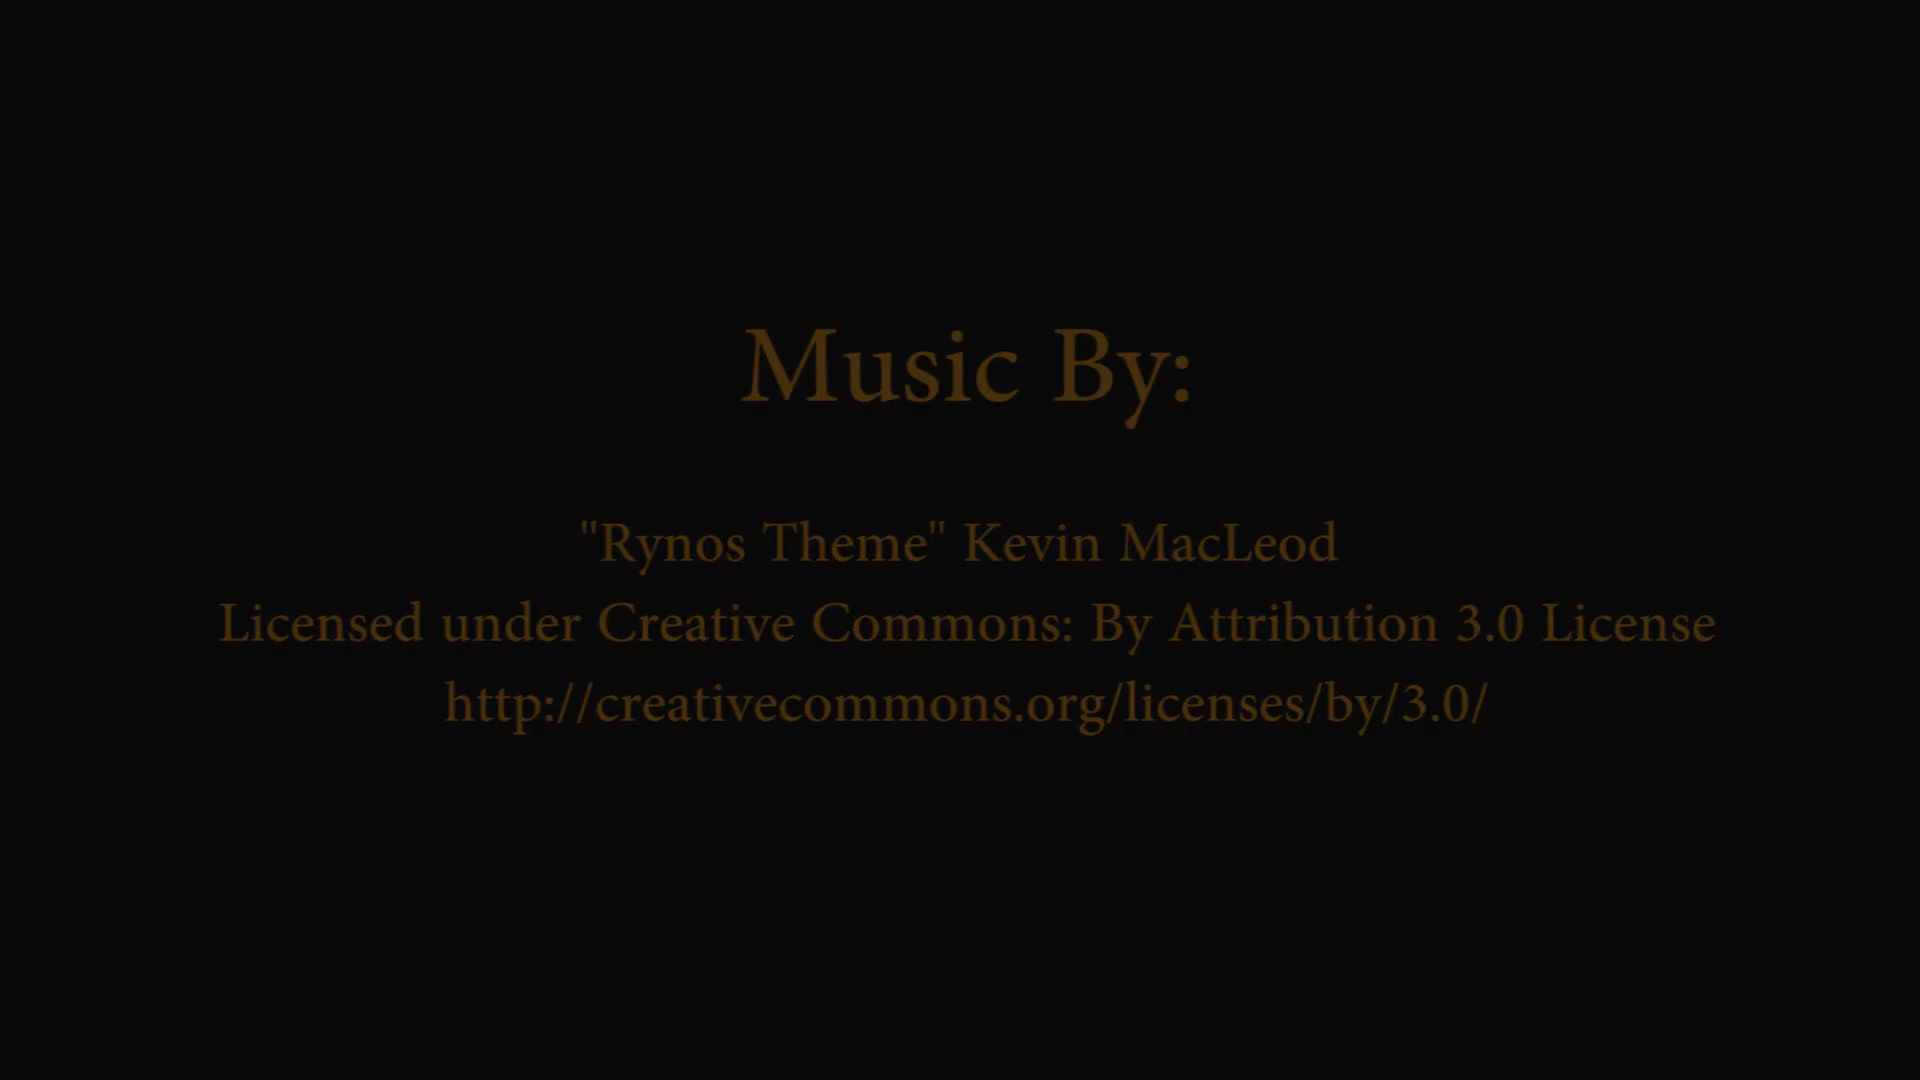 Music By:
"Rynos Theme" Kevin MacLeod
Licensed under Creative Commons: By Attribution 3.0 License
http://creativecommons.org/licenses/by/3.0/